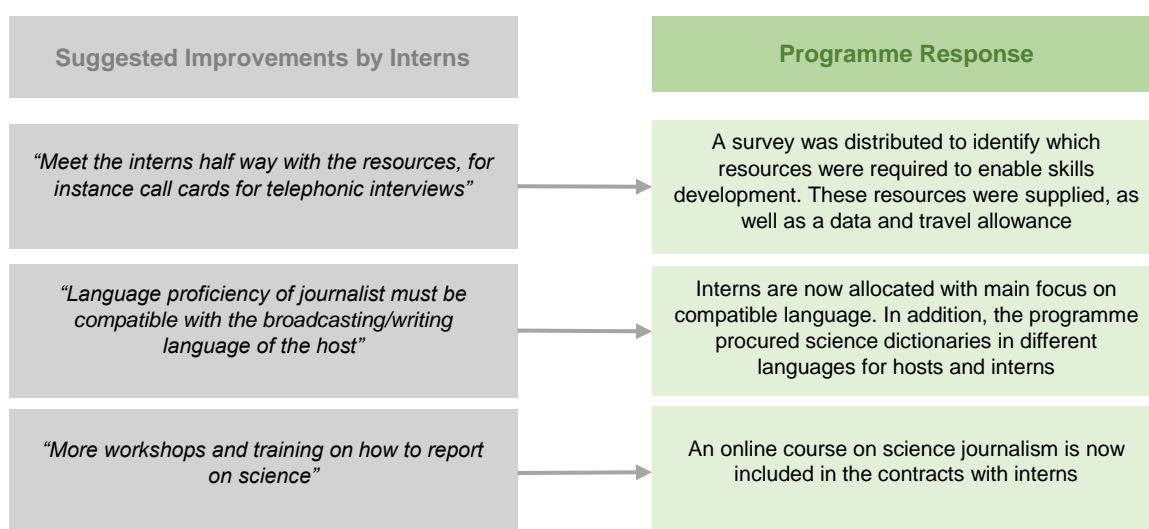 Suggested Improvements by Interns
Programme Response
“Meet the interns half way with the resources, for
instance call cards for telephonic interviews”
A survey was distributed to identify which
resources were required to enable skills
development. These resources were supplied, as
well as a data and travel allowance
“Language proficiency of journalist must be
compatible with the broadcasting/writing
language of the host”
Interns are now allocated with main focus on
compatible language. In addition, the programme
procured science dictionaries in different
languages for hosts and interns
“More workshops and training on how to report
on science”
An online course on science journalism is now
included in the contracts with interns